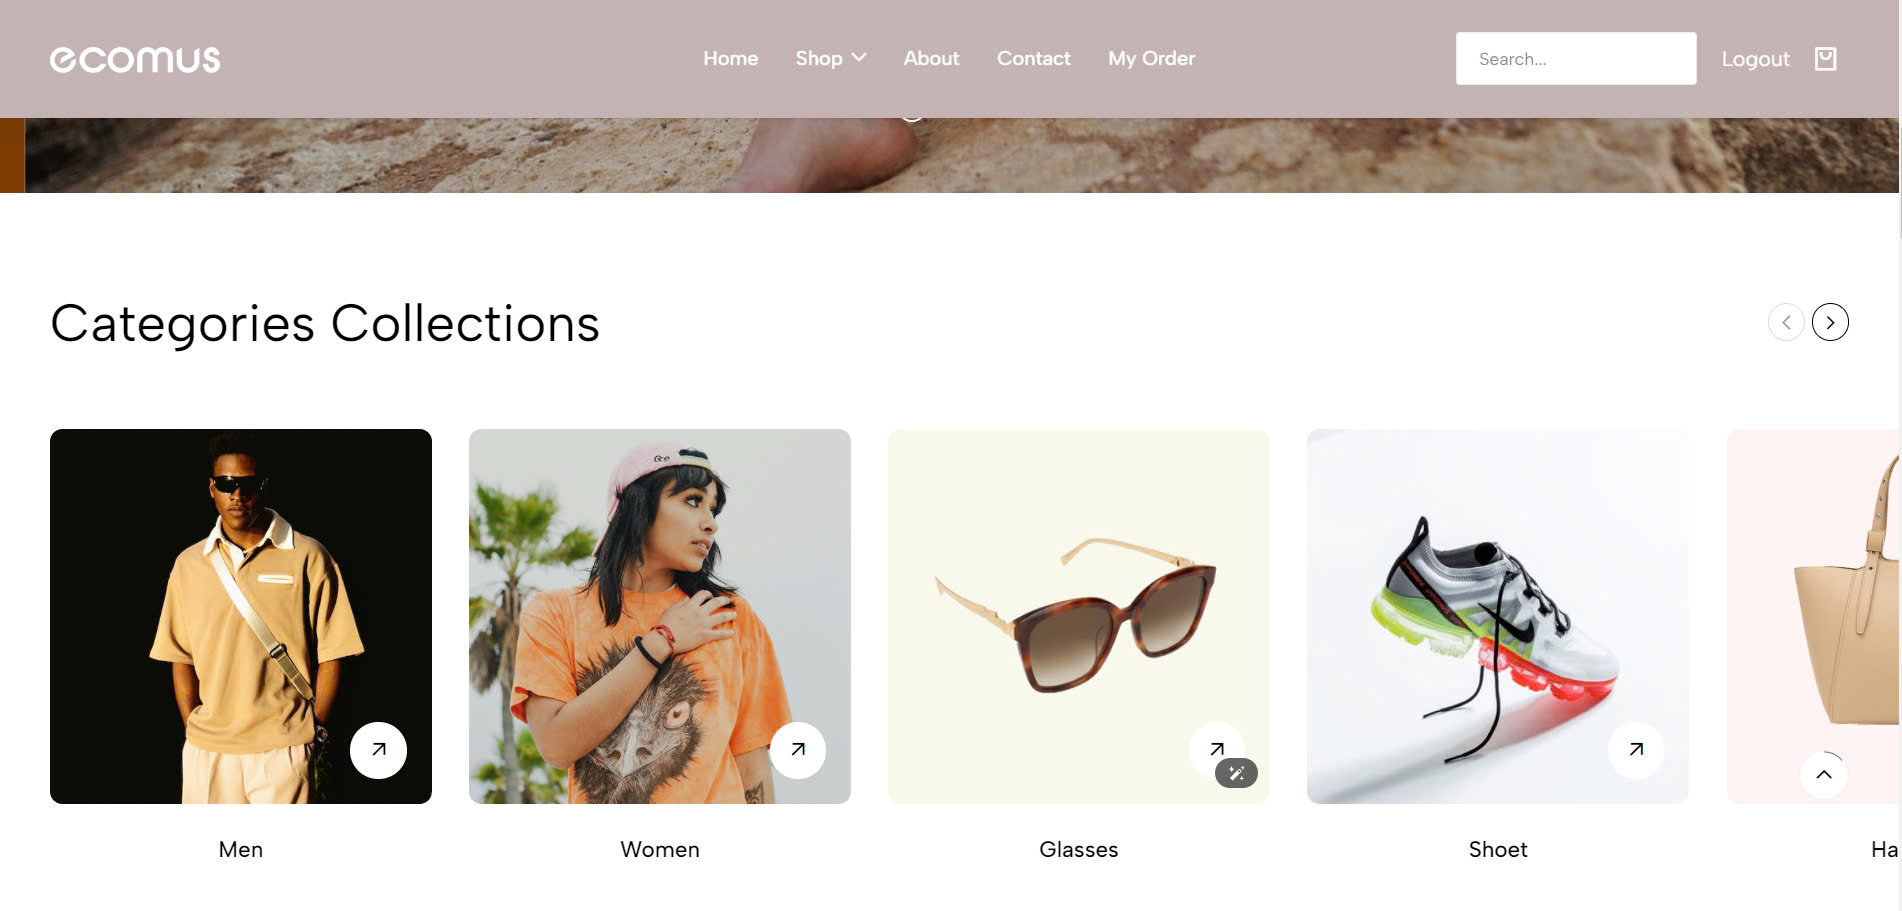 ecomus
Home Shop About Contact My Order
Search...
Logout
Categories Collections
Men
Women
Glasses
Shoet
Ha